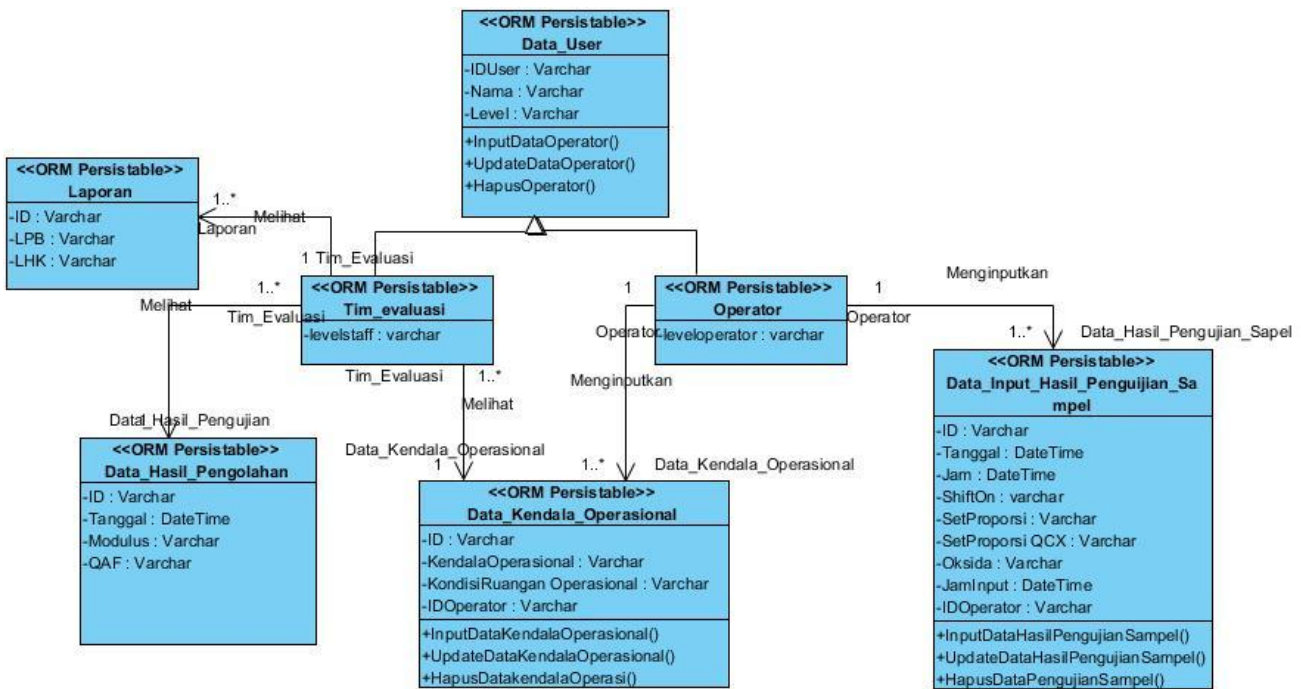 <<ORM Persistable>>
Data_User
-IDUser : Varchar
-Nama : Varchar
-Level : Varchar
+InputDataOperator()
+UpdateDataOperator()
+HapusOperator()
<<ORM Persistable>>
Laporan
-ID : Varchar
-LPB : Varchar
-LHK : Varchar
1..*
Melihat
Laporan
1 Tim_Evaluasi
1..*
Melihat
Tim_Evaluasi
<<ORM Persistable>>
Tim_evaluasi
-levelstaff : varchar
1
Operator
Menginputkan
<<ORM Persistable>>
Operator
-leveloperator : varchar
1
Operator
Menginputkan
1..*
Data_Hasil_Pengujian_Sapel
Tim_Evaluasi
1..*
Melihat
Data_Kendala_Operasional
1
1..*
Data_Kendala_Operasional
1
Data_Hasil_Pengujian
<<ORM Persistable>>
Data_Hasil_Pengolahan
-ID : Varchar
-Tanggal : DateTime
-Modulus : Varchar
-QAF : Varchar
<<ORM Persistable>>
Data_Kendala_Operasional
-ID : Varchar
-KendalaOperasional : Varchar
-KondisiRuangan Operasional : Varchar
-IDOperator : Varchar
+InputDataKendalaOperasional()
+UpdateDataKendalaOperasional()
+HapusDatakendalaOperasi()
<<ORM Persistable>>
Data_Input_Hasil_Penguijian_Sa
mpel
-ID : Varchar
-Tanggal : DateTime
-Jam : DateTime
-ShiftOn : varchar
-SetProporsi : Varchar
-SetProporsi QCX : Varchar
-Oksida : Varchar
-JamInput : DateTime
-IDOperator : Varchar
+InputDataHasilPengujianSampel()
+UpdateDataHasilPengujianSampel()
+HapusDataPengujianSampel()